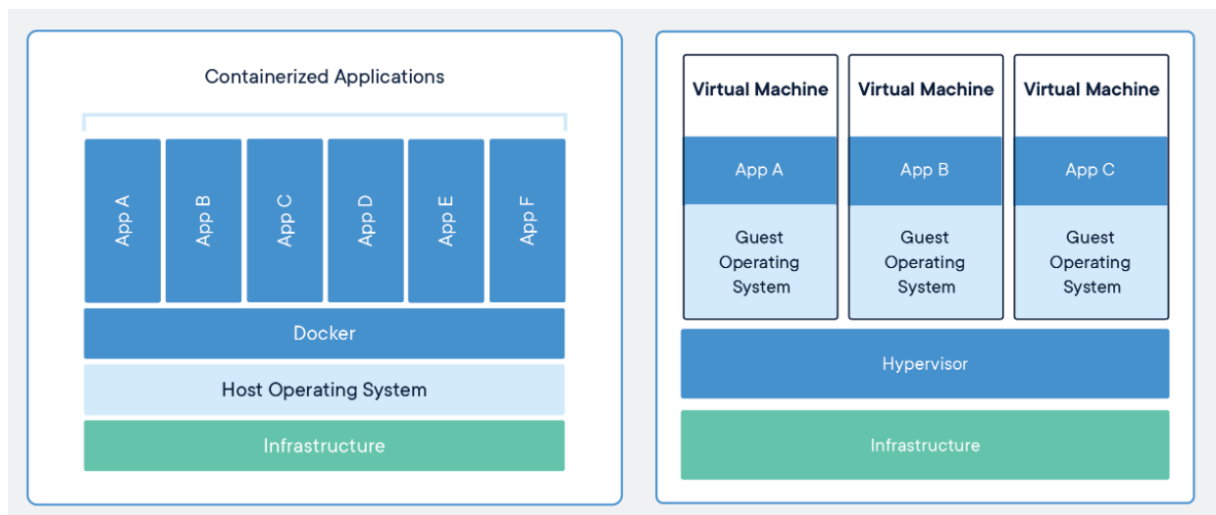 Containerized Applications
App A
App B
App C
App D
App E
App F
Docker
Host Operating System
Infrastructure
Virtual Machine
App A
Guest
Operating
System
Virtual Machine
App B
Guest
Operating
System
Virtual Machine
App C
Guest
Operating
System
Hypervisor
Infrastructure